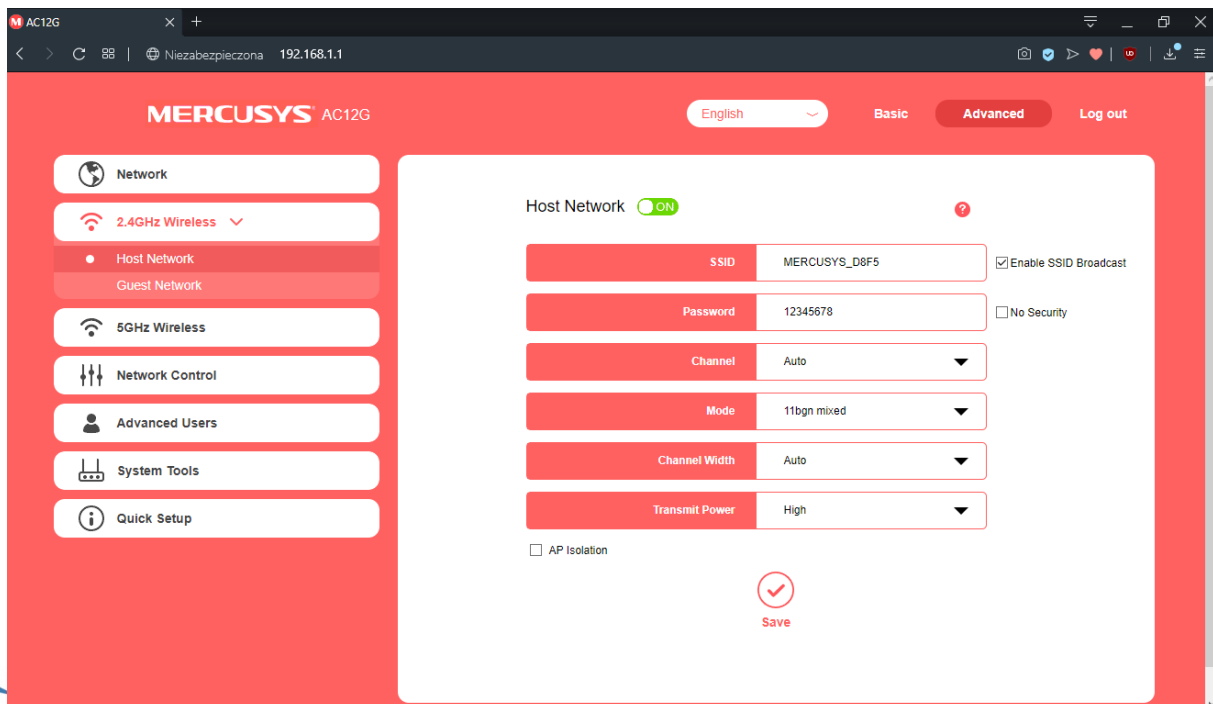 AC12G
Niezabezpieczona 192.168.1.1
MERCUSYS AC12G
English
Basic
Advanced
Log out
Network
2.4GHz Wireless
Host Network
Guest Network
5GHz Wireless
Network Control
Advanced Users
System Tools
Quick Setup
Host Network ON
?
SSID MERCUSYS_D8F5 Enable SSID Broadcast
Password 12345678 No Security
Channel Auto
Mode 11bgn mixed
Channel Width Auto
Transmit Power High
AP Isolation
Save